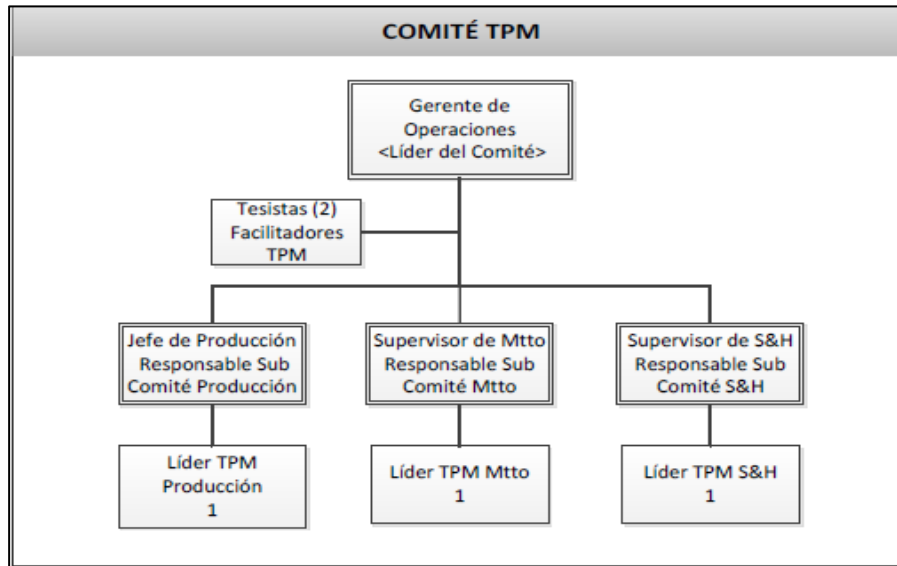 COMITÉ TPM
Gerente de
Operaciones
<Líder del Comité>
Tesistas (2)
Facilitadores
TPM
Jefe de Producción
Responsable Sub
Comité Producción
Supervisor de Mtto
Responsable Sub
Comité Mtto
Supervisor de S&H
Responsable Sub
Comité S&H
Líder TPM
Producción
1
Líder TPM Mtto
1
Líder TPM S&H
1